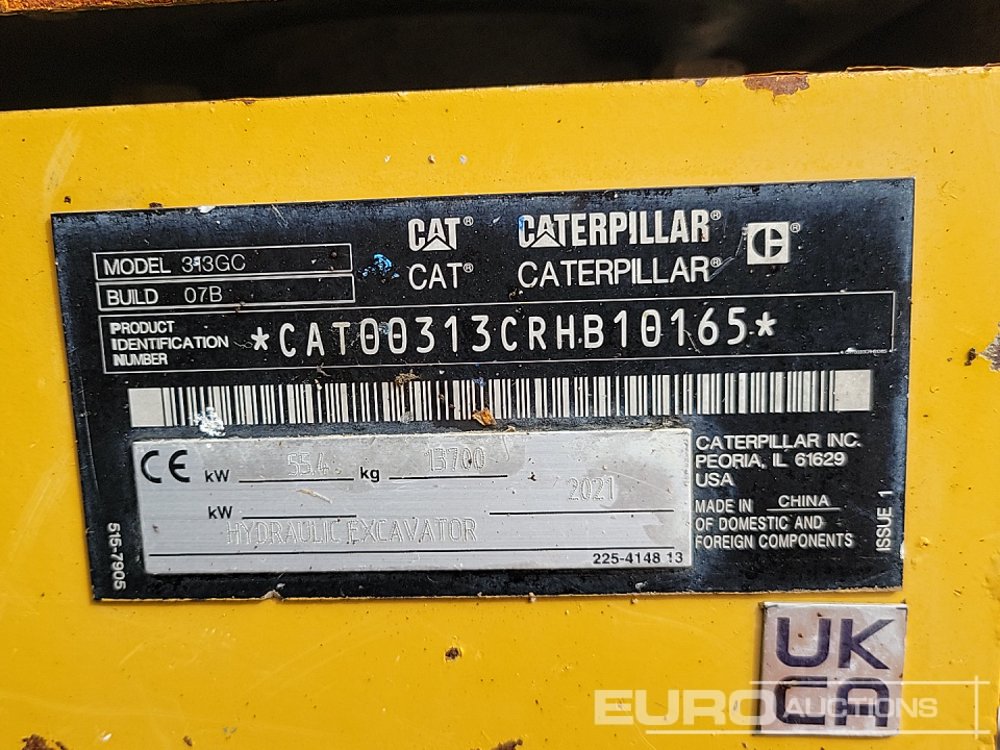 CAT® CATERPILLAR® C®
CAT® CATERPILLAR®
MODEL 313GC
BUILD 07B
PRODUCT
IDENTIFICATION
NUMBER
*CAT00313CRHB10165*
CE kW 55.4 kg 13700
kW 2021
HYDRAULIC EXCAVATOR
225-4148 13
515-7905
CATERPILLAR INC.
PEORIA, IL 61629
USA
MADE IN CHINA
OF DOMESTIC AND
FOREIGN COMPONENTS
ISSUE 1
UK
CA
EURO AUCTIONS